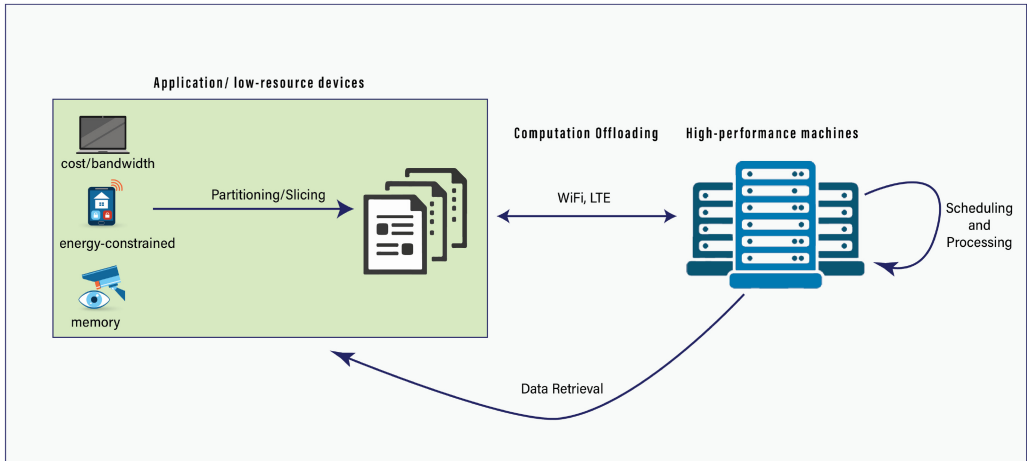 Application/ low-resource devices
cost/bandwidth
energy-constrained
memory
Partitioning/Slicing
Computation Offloading
WiFi, LTE
High-performance machines
Scheduling
and
Processing
Data Retrieval